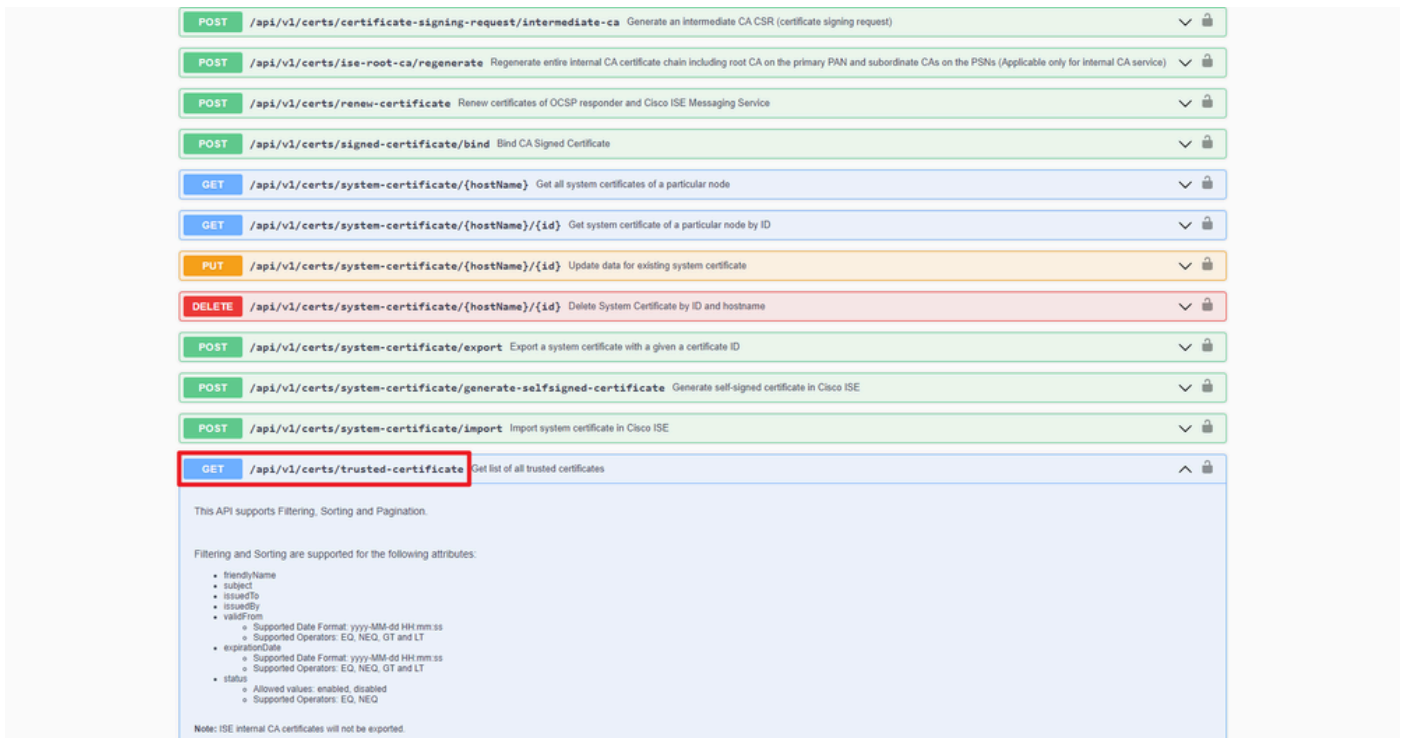 POST /api/v1/certs/certificate-signing-request/intermediate-ca Generate an intermediate CA CSR (certificate signing request)
POST /api/v1/certs/ise-root-ca/regenerate Regenerate entire internal CA certificate chain including root CA on the primary PAN and subordinate CAs on the PSNs (Applicable only for internal CA service)
POST /api/v1/certs/renew-certificate Renew certificates of OCSP responder and Cisco ISE Messaging Service
POST /api/v1/certs/signed-certificate/bind Bind CA Signed Certificate
GET /api/v1/certs/system-certificate/{hostName} Get all system certificates of a particular node
GET /api/v1/certs/system-certificate/{hostName}/{id} Get system certificate of a particular node by ID
PUT /api/v1/certs/system-certificate/{hostName}/{id} Update data for existing system certificate
DELETE /api/v1/certs/system-certificate/{hostName}/{id} Delete System Certificate by ID and hostname
POST /api/v1/certs/system-certificate/export Export a system certificate with a given a certificate ID
POST /api/v1/certs/system-certificate/generate-selfsigned-certificate Generate self-signed certificate in Cisco ISE
POST /api/v1/certs/system-certificate/import Import system certificate in Cisco ISE
GET /api/v1/certs/trusted-certificate Get list of all trusted certificates
This API supports Filtering, Sorting and Pagination.
Filtering and Sorting are supported for the following attributes:
• friendlyName
• subject
• issuedTo
• issuedBy
• validFrom
o Supported Date Format: yyyy-MM-dd HH:mm:ss
o Supported Operators: EQ, NEQ, GT and LT
• expirationDate
o Supported Date Format: yyyy-MM-dd HH:mm:ss
o Supported Operators: EQ, NEQ, GT and LT
• status
o Allowed values: enabled, disabled
o Supported Operators: EQ, NEQ
Note: ISE internal CA certificates will not be exported.